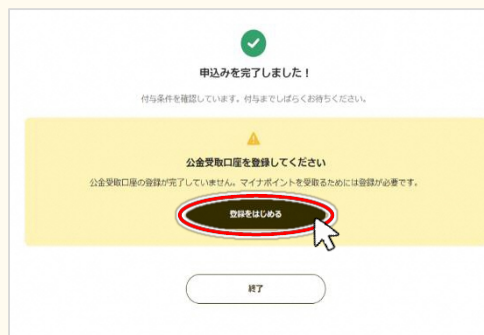 申込みを完了しました！
付与条件を確認しています。付与までしばらくお待ちください。
公金受取口座を登録してください
公金受取口座の登録が完了していません。マイナポイントを受取るためには登録が必要です。
登録をはじめる
終了